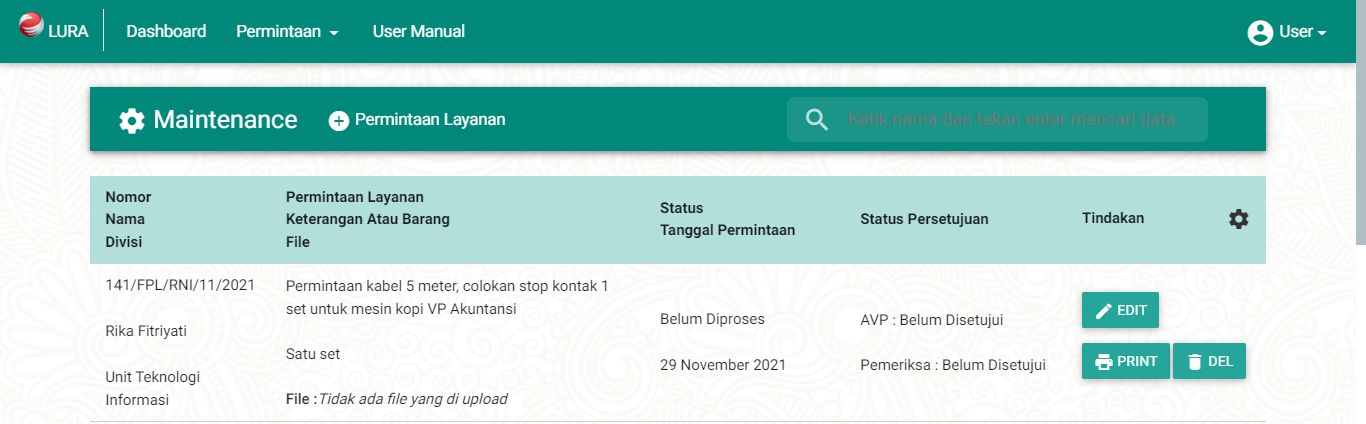 LURA
Dashboard
Permintaan
User Manual
User
Maintenance
Permintaan Layanan
Ketik nama dan tekan enter mencari data...
Nomor
Nama
Divisi
Permintaan Layanan
Keterangan Atau Barang
File
Status
Tanggal Permintaan
Status Persetujuan
Tindakan
141/FPL/RNI/11/2021
Rika Fitriyati
Unit Teknologi
Informasi
Permintaan kabel 5 meter, colokan stop kontak 1
set untuk mesin kopi VP Akuntansi
Satu set
File :Tidak ada file yang di upload
Belum Diproses
29 November 2021
AVP : Belum Disetujui
Pemeriksa : Belum Disetujui
EDIT
PRINT
DEL